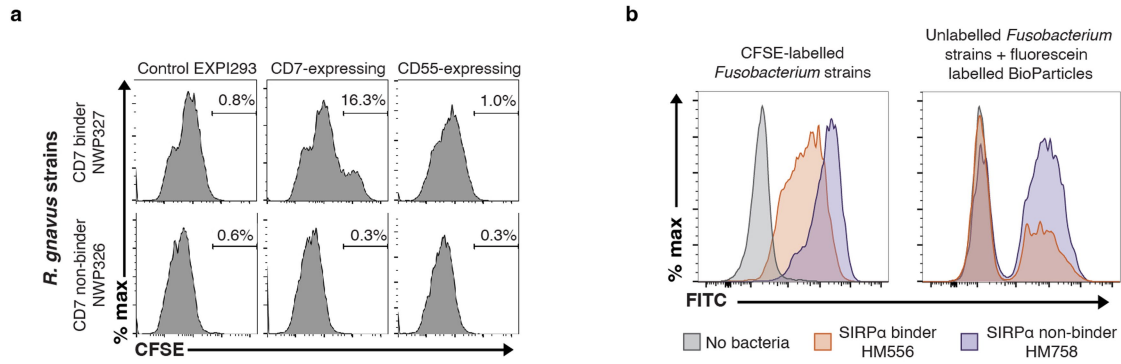 a
Control EXPI293
CD7-expressing
CD55-expressing
R. gnavus strains
CD7 binder
NWP327
CD7 non-binder
NWP326
% max
0.8%
16.3%
1.0%
0.6%
0.3%
0.3%
CFSE
b
CFSE-labelled
Fusobacterium strains
Unlabelled Fusobacterium
strains + fluorescein
labelled BioParticles
% max
FITC
No bacteria
SIRPα binder
HM556
SIRPα non-binder
HM758